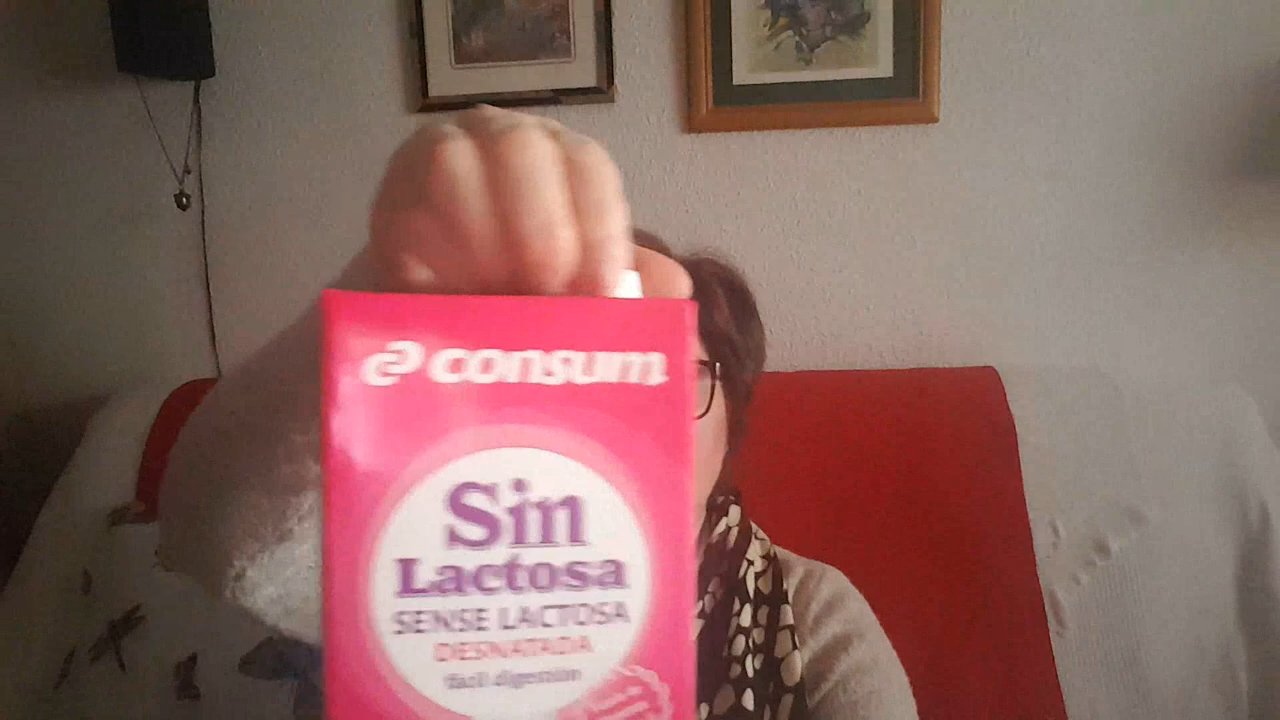 consum
Sin
Lactosa
SENSE LACTOSA
DESNATADA
fácil digestión